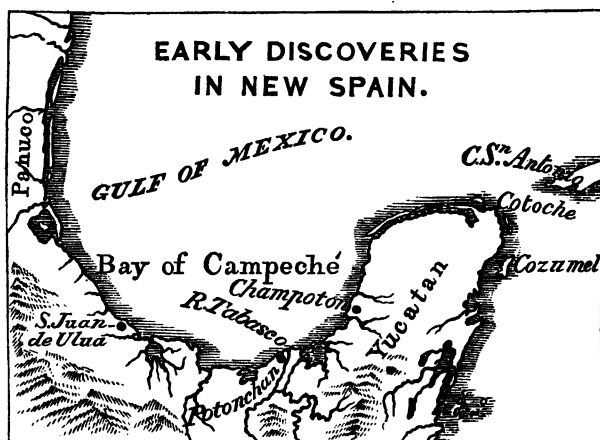 EARLY DISCOVERIES
IN NEW SPAIN.
GULF OF MEXICO.
Panuco
C. Sⁿ. Antonio
Cotoche
Bay of Campeché
Cozumel
Champoton
R. Tabasco
Yucatan
S. Juan
de Uluá
Potonchan